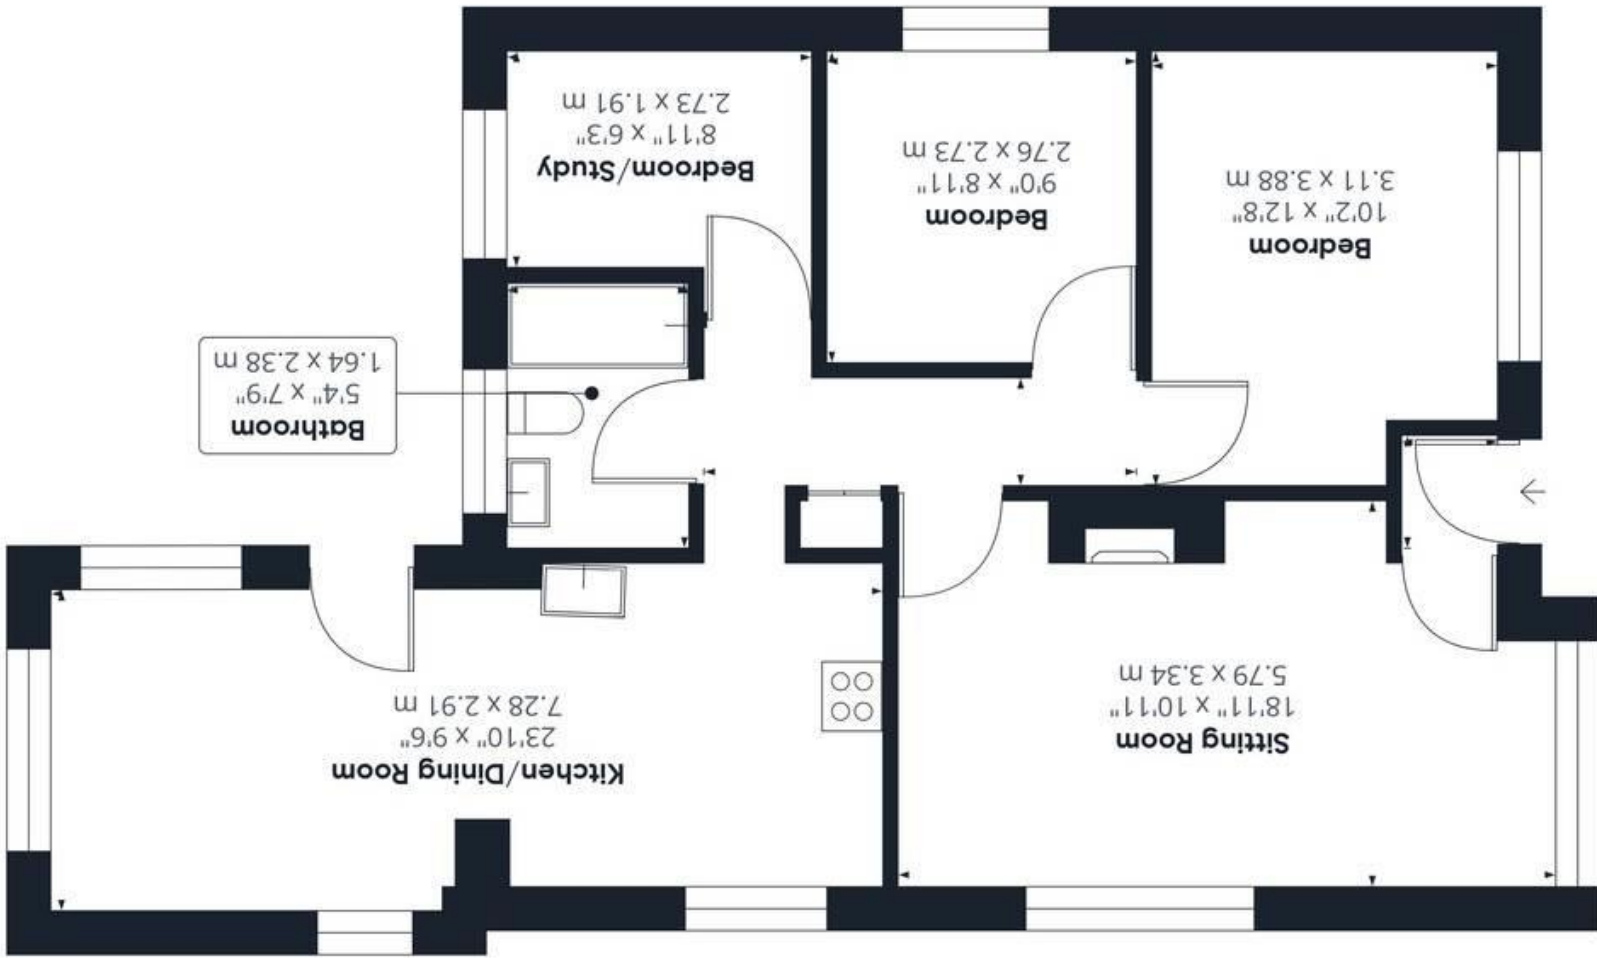 Kitchen/Dining Room
23'10" x 9'6"
7.28 x 2.91 m
Sitting Room
18'11" x 10'11"
5.79 x 3.34 m
Bathroom
5'4" x 7'9"
1.64 x 2.38 m
Bedroom
10'2" x 12'8"
3.11 x 3.88 m
Bedroom
9'0" x 8'11"
2.76 x 2.73 m
Bedroom/Study
8'11" x 6'3"
2.73 x 1.91 m